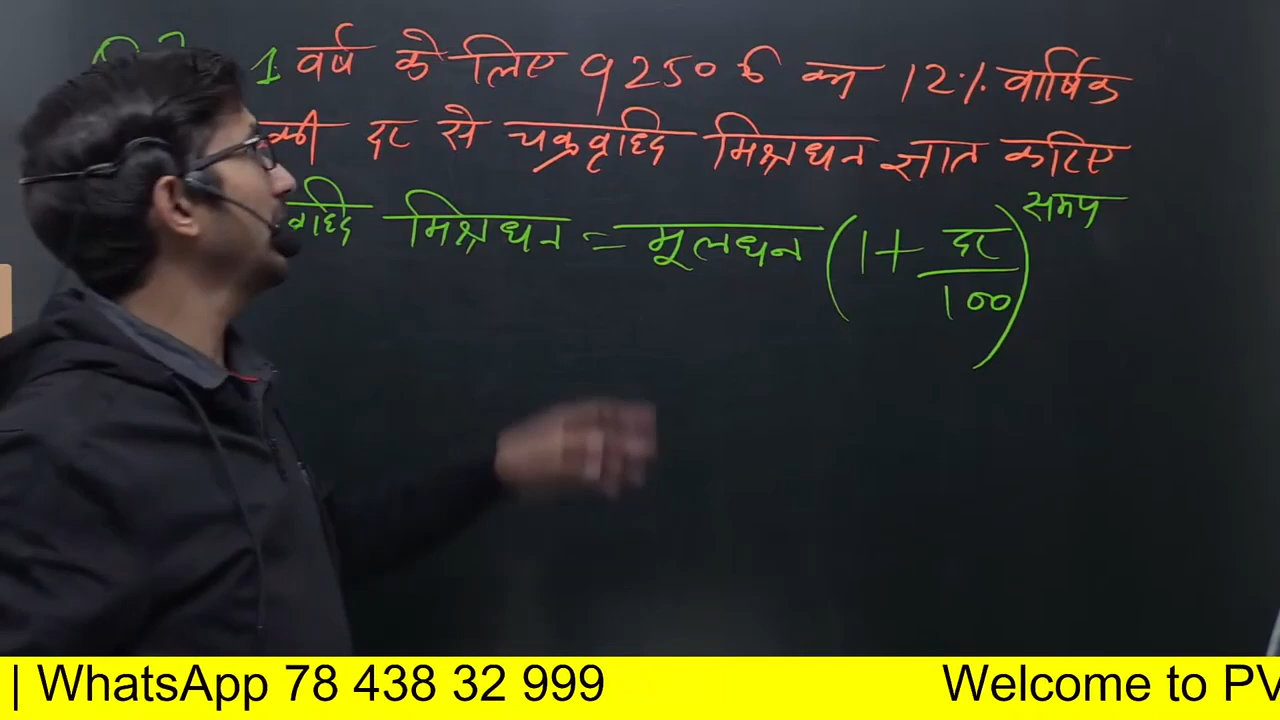 1 वर्ष के लिए 9250 रु का 12% वार्षिक
की दर से चक्रवृध्दि मिश्रधन ज्ञात करिए
वृध्दि मिश्रधन = मूलधन (1 + दर/100)^समय
| WhatsApp 78 438 32 999 Welcome to PV